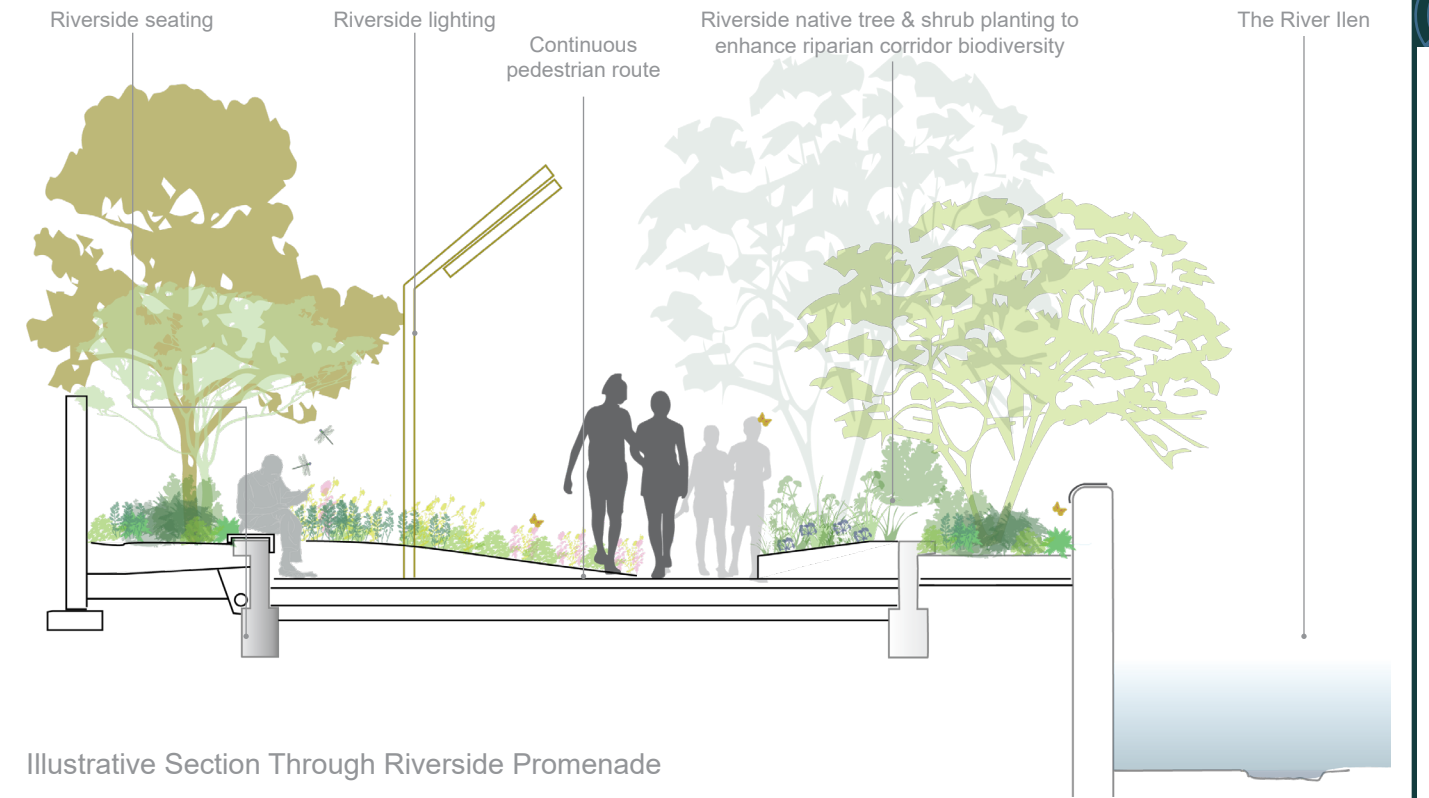 Riverside seating
Riverside lighting
Continuous
pedestrian route
Riverside native tree & shrub planting to
enhance riparian corridor biodiversity
The River Ilen
Illustrative Section Through Riverside Promenade